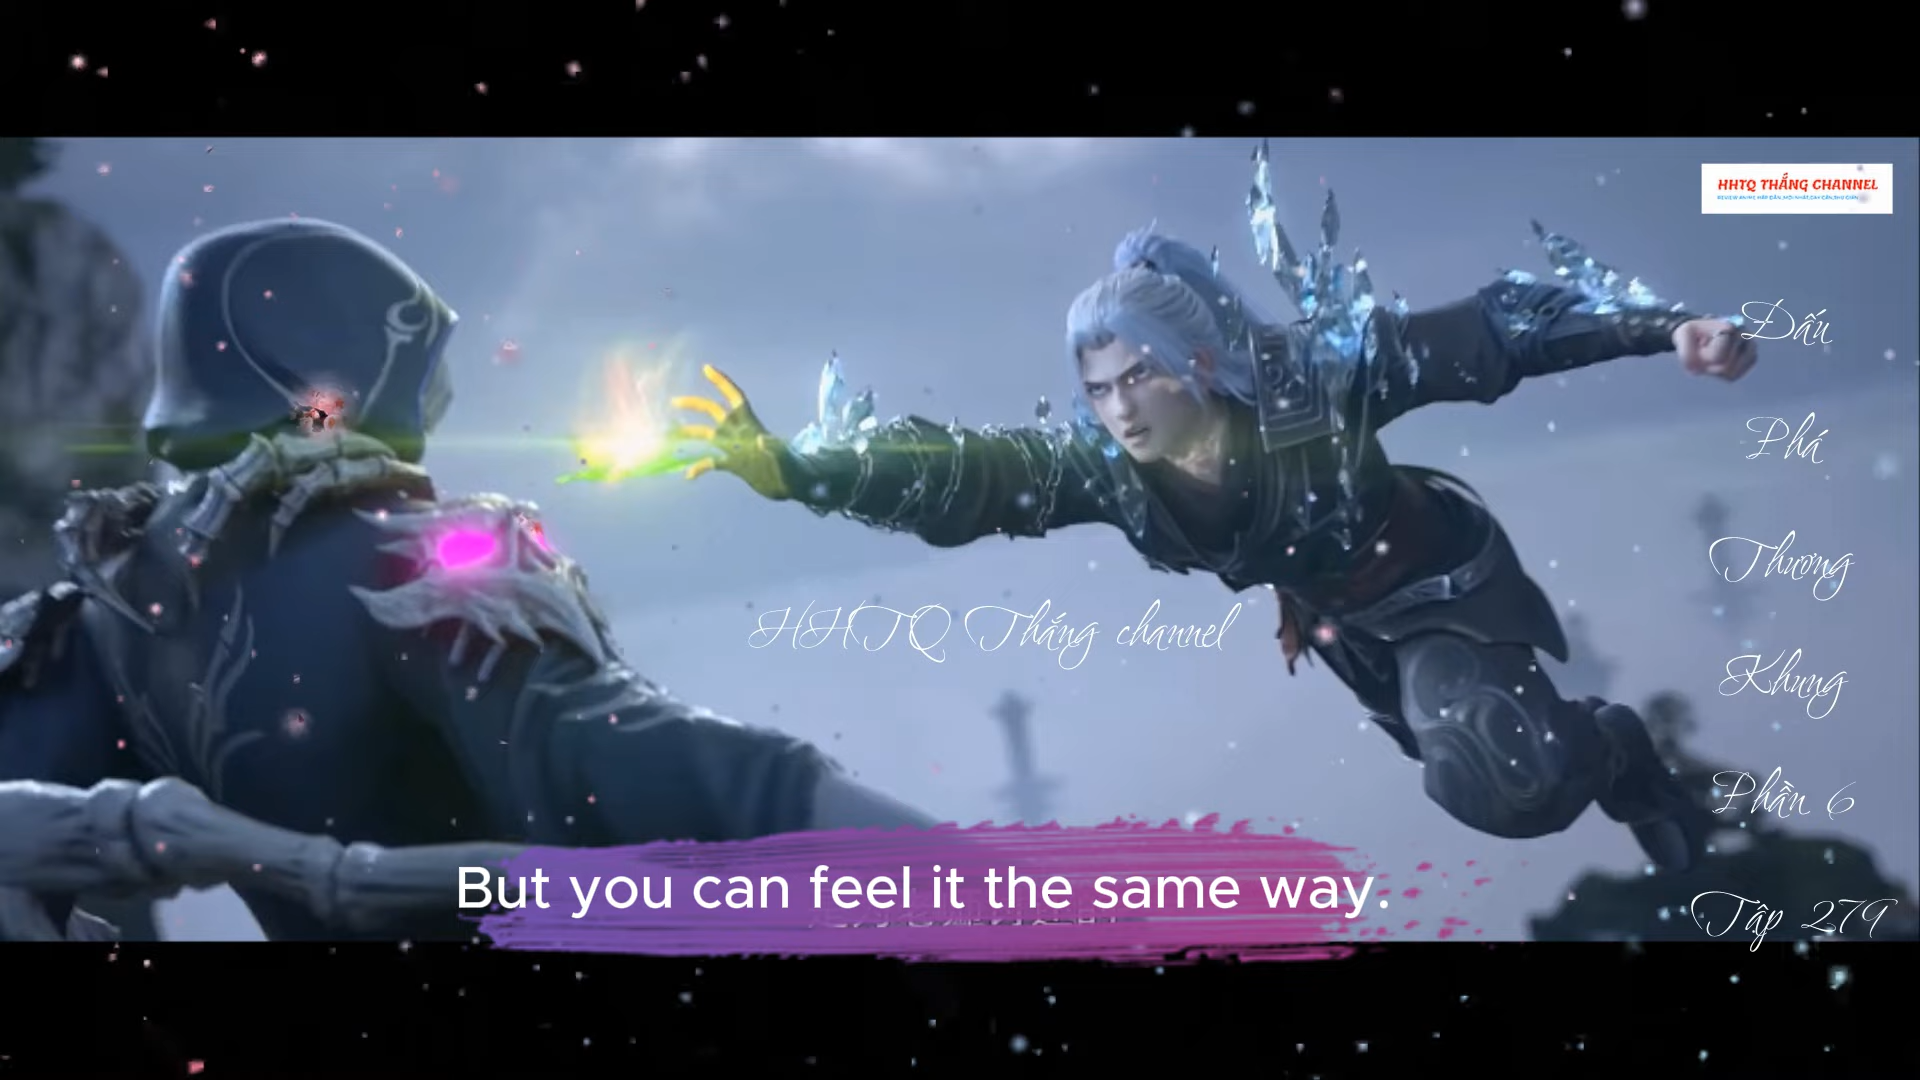 HHTQ THẮNG CHANNEL
Đấu
Phá
Thương
Khung
Phần 6
Tập 279
HHTQ Thắng channel
But you can feel it the same way.